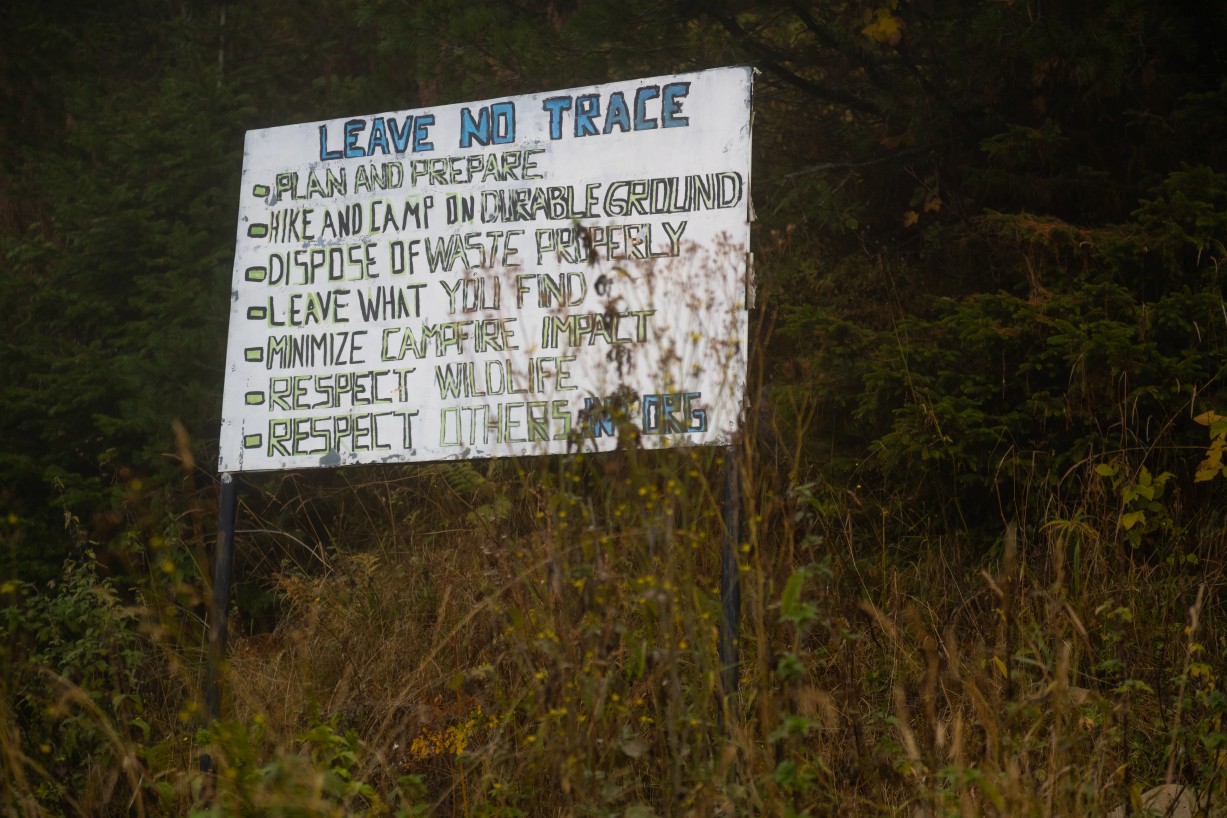 LEAVE NO TRACE
PLAN AND PREPARE
HIKE AND CAMP ON DURABLE GROUND
DISPOSE OF WASTE PROPERLY
LEAVE WHAT YOU FIND
MINIMIZE CAMPFIRE IMPACT
RESPECT WILDLIFE
RESPECT OTHERS ORG